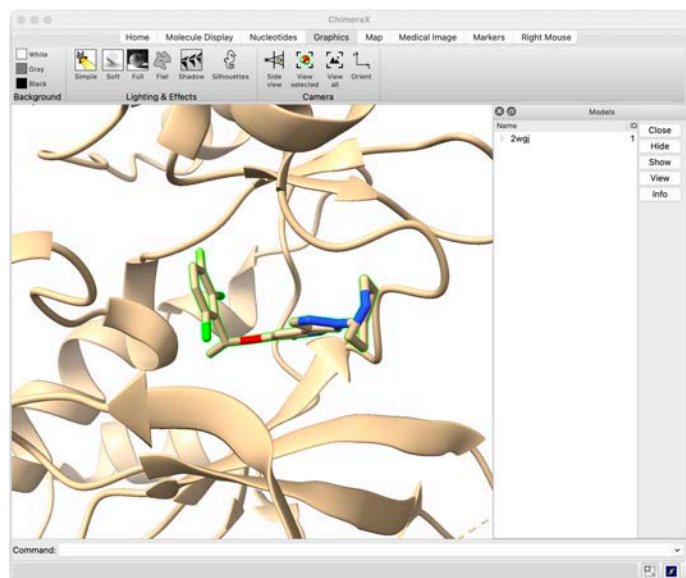 ChimeraX
Home Molecule Display Nucleotides Graphics Map Medical Image Markers Right Mouse
White
Gray
Black
Simple Soft Full Flat Shadow Silhouettes
Side view View selected View all Orient
Background Lighting & Effects Camera
Models
Name ID
2wgj 1
Close
Hide
Show
View
Info
Command: